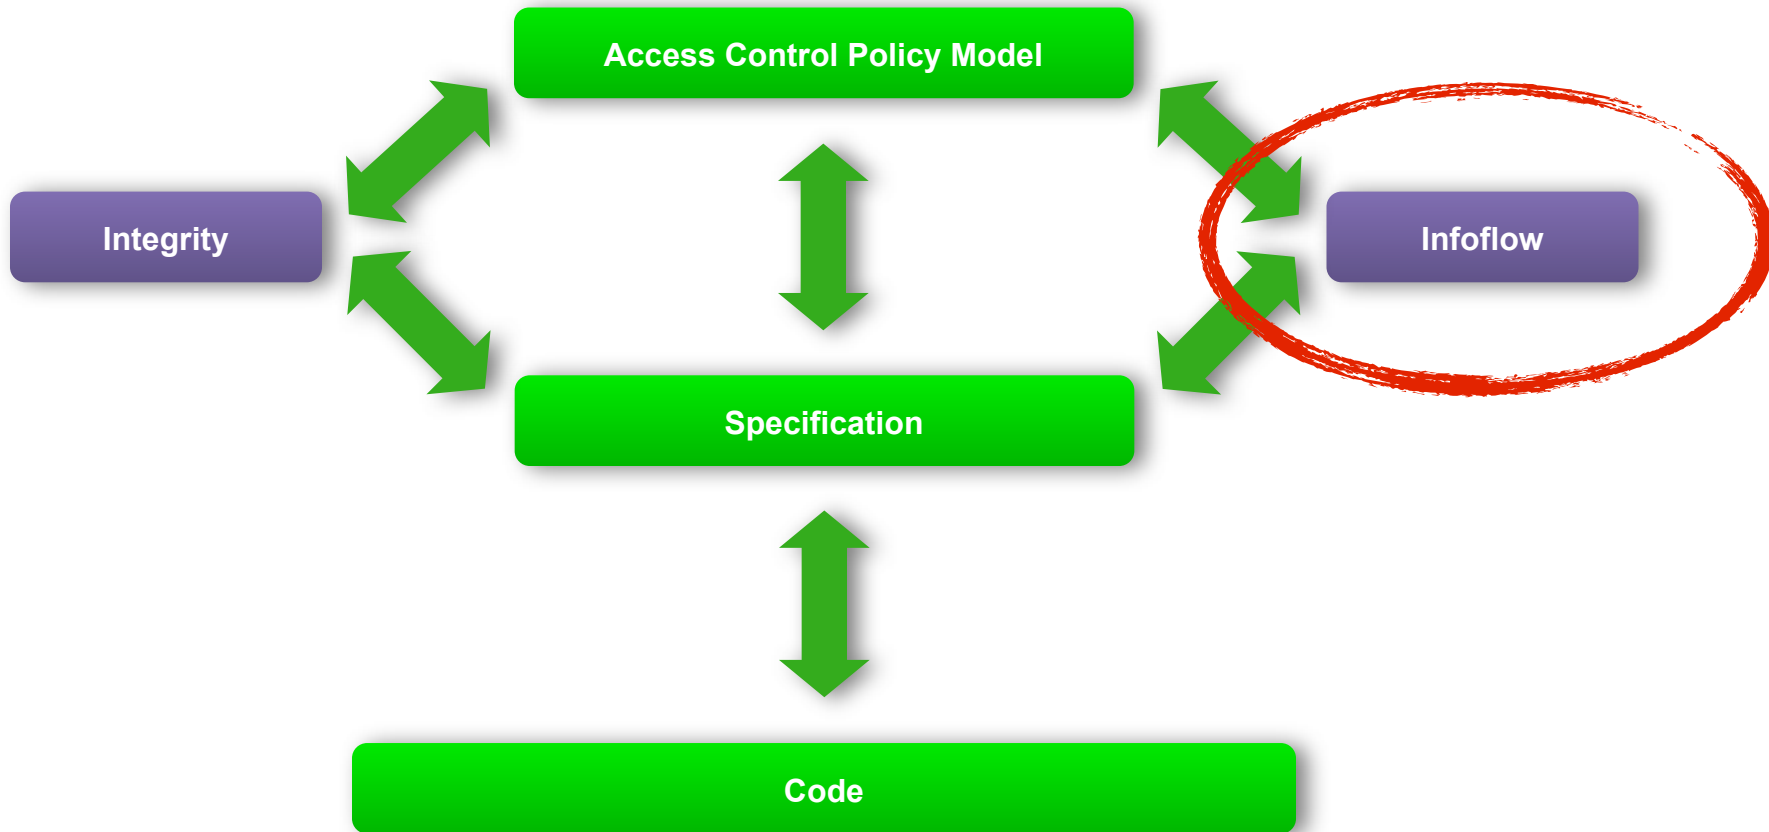 Access Control Policy Model
Integrity
Infoflow
Specification
Code